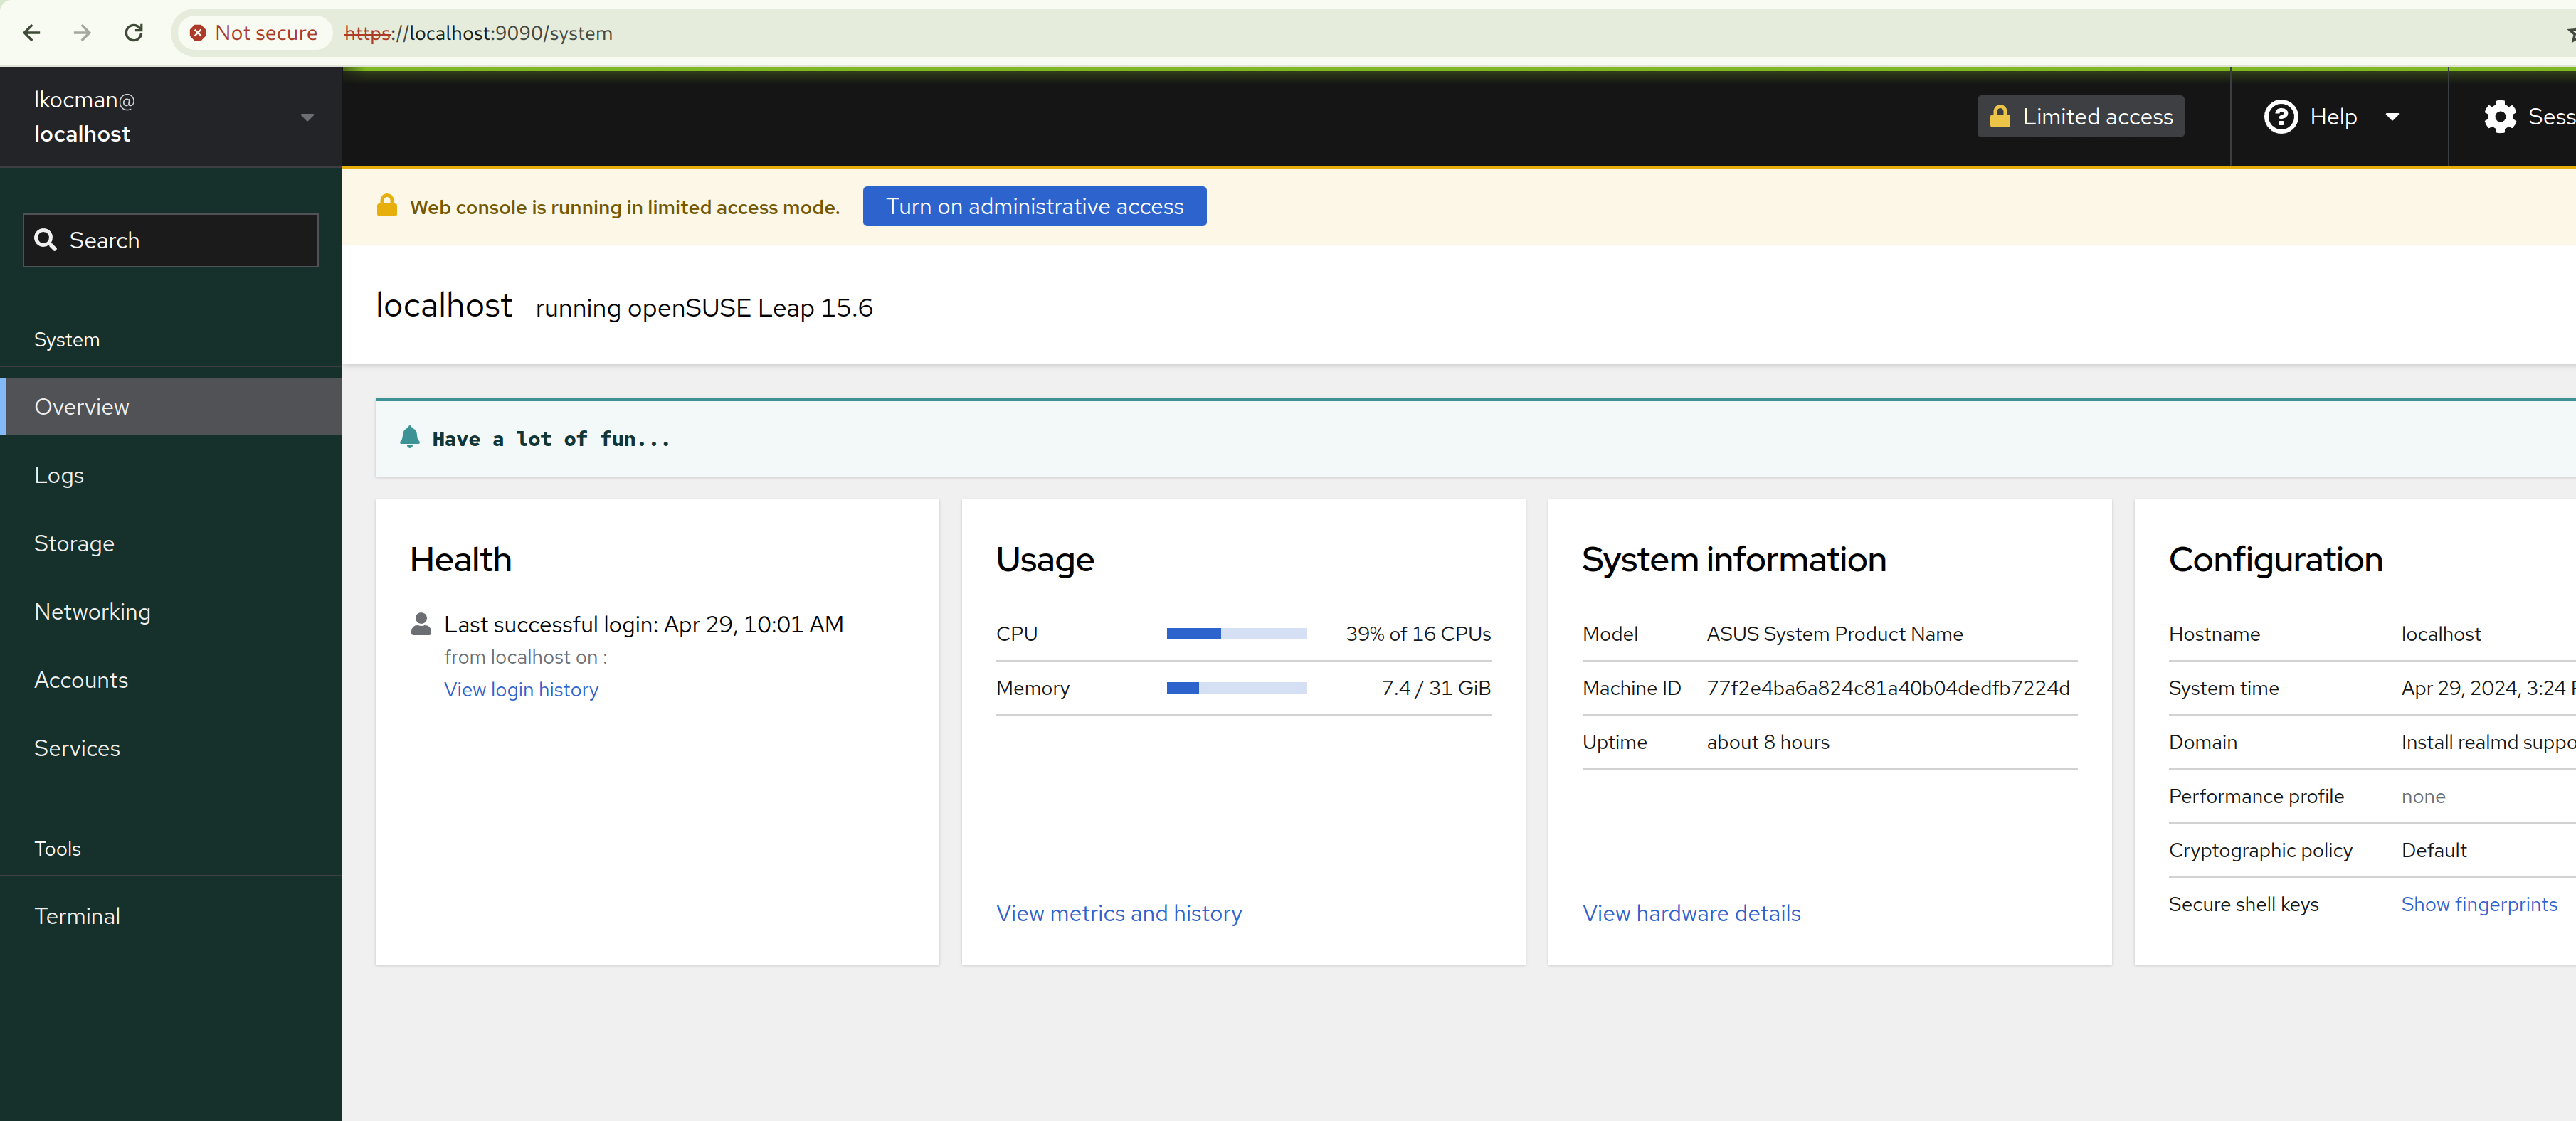 Not secure https://localhost:9090/system
lkocman@
localhost
Limited access
Help
Search
Web console is running in limited access mode.
Turn on administrative access
localhost running openSUSE Leap 15.6
System
Overview
Logs
Storage
Networking
Accounts
Services
Tools
Terminal
Have a lot of fun...
Health
Last successful login: Apr 29, 10:01 AM
from localhost on :
View login history
Usage
CPU 39% of 16 CPUs
Memory 7.4 / 31 GiB
View metrics and history
System information
Model ASUS System Product Name
Machine ID 77f2e4ba6a824c81a40b04dedfb7224d
Uptime about 8 hours
View hardware details
Configuration
Hostname localhost
System time Apr 29, 2024, 3:24
Domain Install realmd
Performance profile none
Cryptographic policy Default
Secure shell keys Show fingerprints